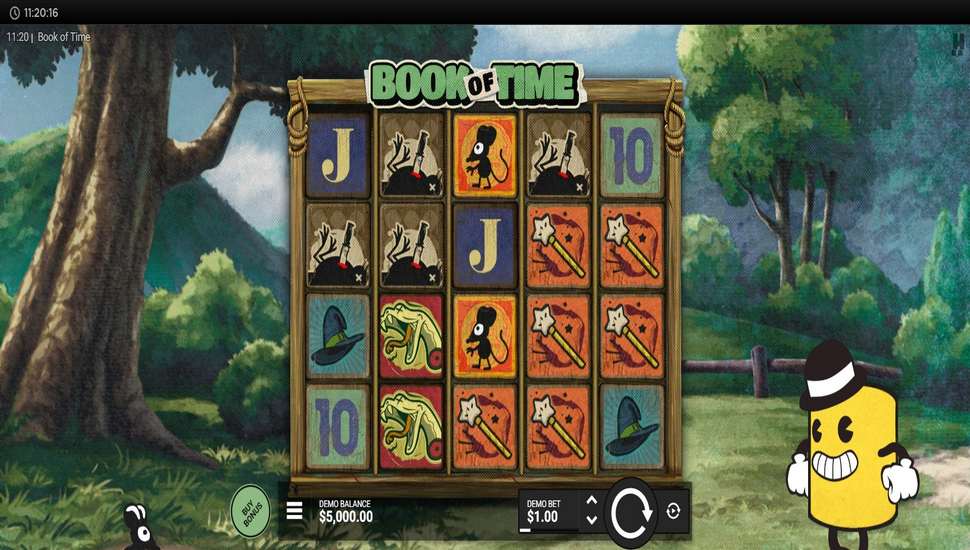 11:20:16
11:20 | Book of Time
BOOK OF TIME
J
10
J
10
BUY
BONUS
DEMO BALANCE
$5,000.00
DEMO BET
$1.00